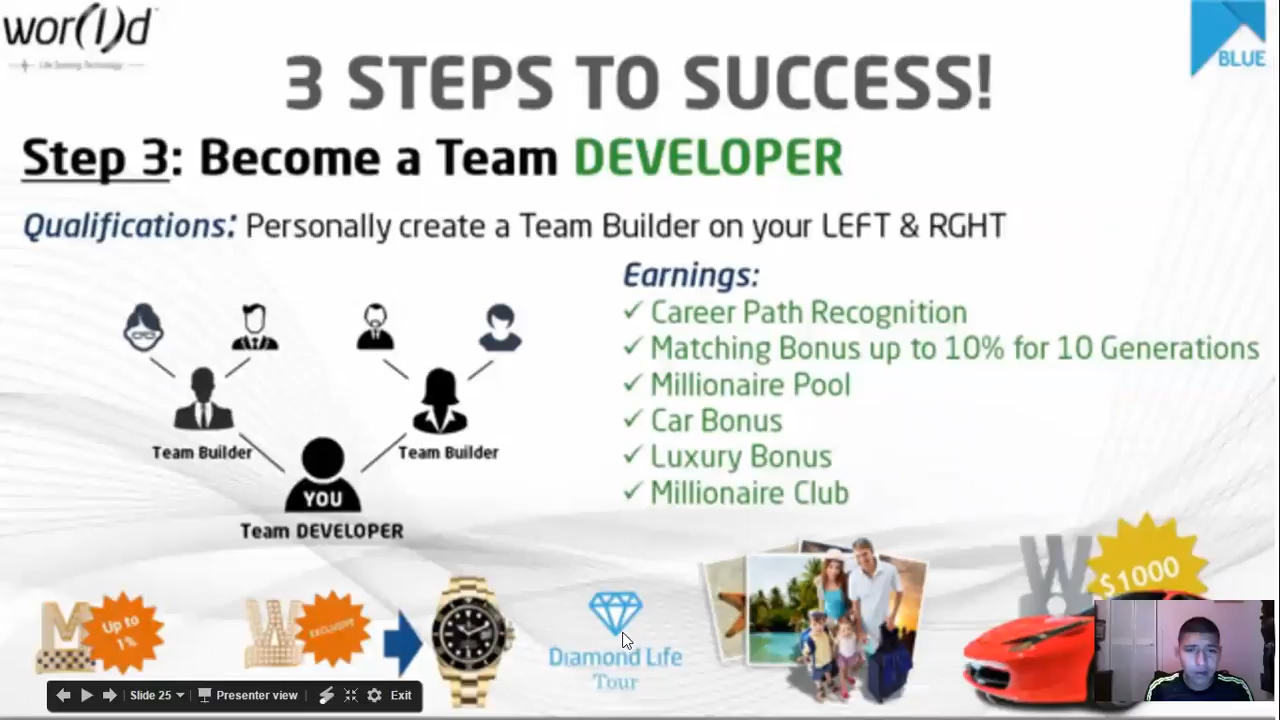 wor(l)d
Life Sensing Technology
BLUE
3 STEPS TO SUCCESS!
Step 3: Become a Team DEVELOPER
Qualifications: Personally create a Team Builder on your LEFT & RGHT
Earnings:
✓ Career Path Recognition
✓ Matching Bonus up to 10% for 10 Generations
✓ Millionaire Pool
✓ Car Bonus
✓ Luxury Bonus
✓ Millionaire Club
Team Builder
Team Builder
YOU
Team DEVELOPER
M
Up to
1%
W
EXCLUSIVE
Diamond Life
Tour
W
$1000
Slide 25
Presenter view
Exit